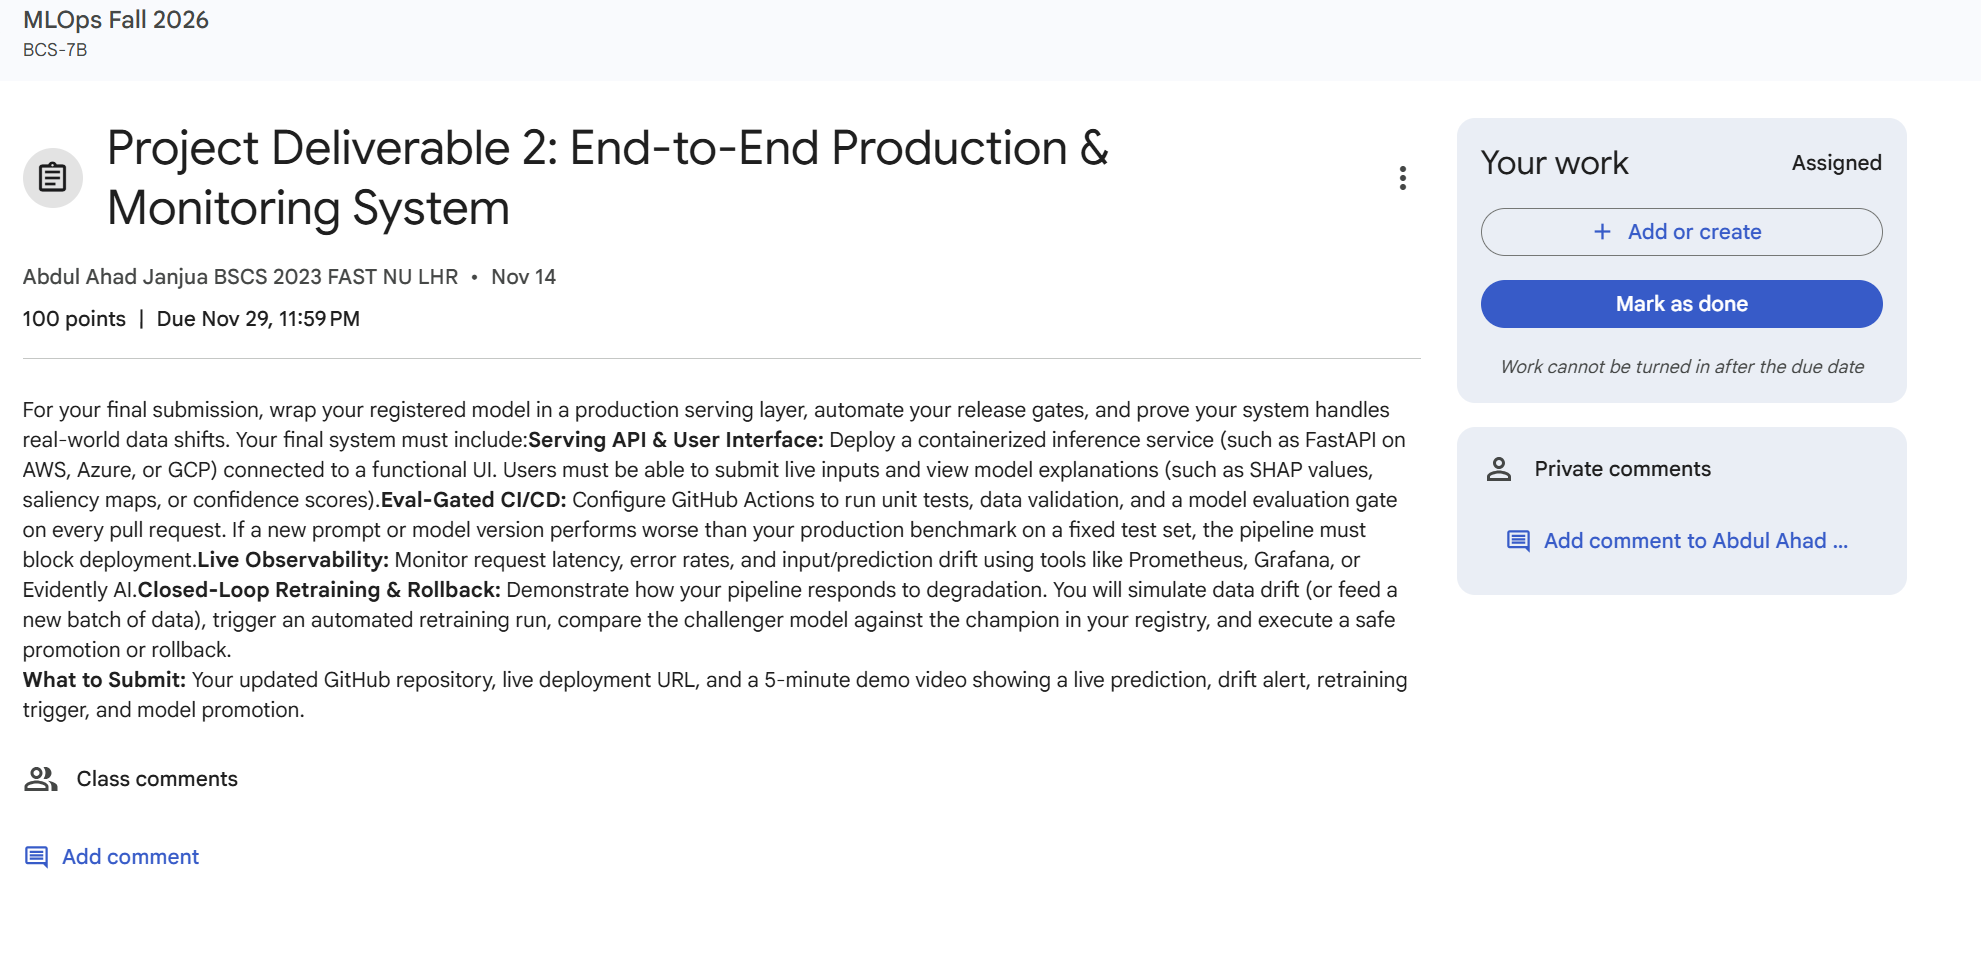 MLOps Fall 2026
BCS-7B
Project Deliverable 2: End-to-End Production &
Monitoring System
Abdul Ahad Janjua BSCS 2023 FAST NU LHR • Nov 14
100 points | Due Nov 29, 11:59 PM
For your final submission, wrap your registered model in a production serving layer, automate your release gates, and prove your system handles
real-world data shifts. Your final system must include:Serving API & User Interface: Deploy a containerized inference service (such as FastAPI on
AWS, Azure, or GCP) connected to a functional UI. Users must be able to submit live inputs and view model explanations (such as SHAP values,
saliency maps, or confidence scores).Eval-Gated CI/CD: Configure GitHub Actions to run unit tests, data validation, and a model evaluation gate
on every pull request. If a new prompt or model version performs worse than your production benchmark on a fixed test set, the pipeline must
block deployment.Live Observability: Monitor request latency, error rates, and input/prediction drift using tools like Prometheus, Grafana, or
Evidently AI.Closed-Loop Retraining & Rollback: Demonstrate how your pipeline responds to degradation. You will simulate data drift (or feed a
new batch of data), trigger an automated retraining run, compare the challenger model against the champion in your registry, and execute a safe
promotion or rollback.
What to Submit: Your updated GitHub repository, live deployment URL, and a 5-minute demo video showing a live prediction, drift alert, retraining
trigger, and model promotion.
Class comments
Add comment
Your work
Assigned
+ Add or create
Mark as done
Work cannot be turned in after the due date
Private comments
Add comment to Abdul Ahad ...